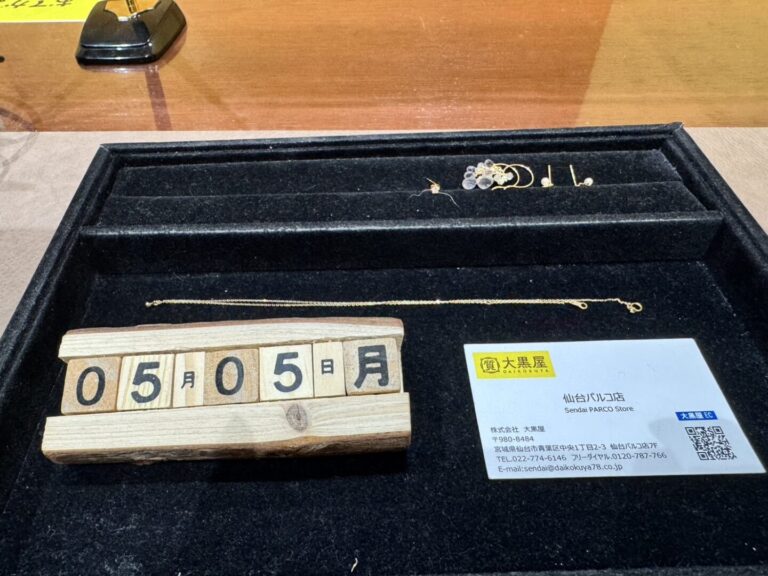 05月05日月
質 大黒屋
DAIKOKUYA
仙台パルコ店
Sendai PARCO Store
大黒屋 EC
株式会社 大黒屋
〒980-8484
宮城県仙台市青葉区中央1丁目2-3 仙台パルコ店7F
TEL.022-774-6146 フリーダイヤル.0120-787-766
E-mail:sendai@daikokuya78.co.jp